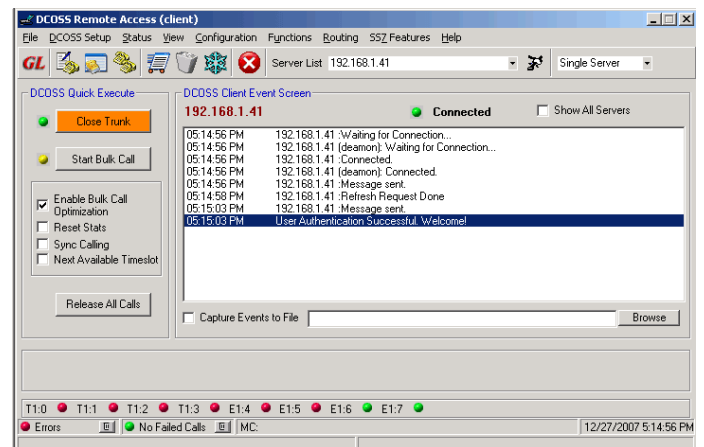 DCOSS Remote Access (client)
File DCOSS Setup Status View Configuration Functions Routing SS7 Features Help
GL Server List 192.168.1.41 Single Server
DCOSS Quick Execute
Close Trunk
Start Bulk Call
Enable Bulk Call
Optimization
Reset Stats
Sync Calling
Next Available Timeslot
Release All Calls
DCOSS Client Event Screen
192.168.1.41 Connected Show All Servers
05:14:56 PM 192.168.1.41 :Waiting for Connection...
05:14:56 PM 192.168.1.41 (deamon): Waiting for Connection...
05:14:56 PM 192.168.1.41 :Connected.
05:14:56 PM 192.168.1.41 (deamon): Connected.
05:14:56 PM 192.168.1.41 :Message sent.
05:14:58 PM 192.168.1.41 :Refresh Request Done
05:15:03 PM 192.168.1.41 :Message sent.
05:15:03 PM User Authentication Successful. Welcome!
Capture Events to File Browse
T1:0 T1:1 T1:2 T1:3 E1:4 E1:5 E1:6 E1:7
Errors E No Failed Calls E MC: 12/27/2007 5:14:56 PM